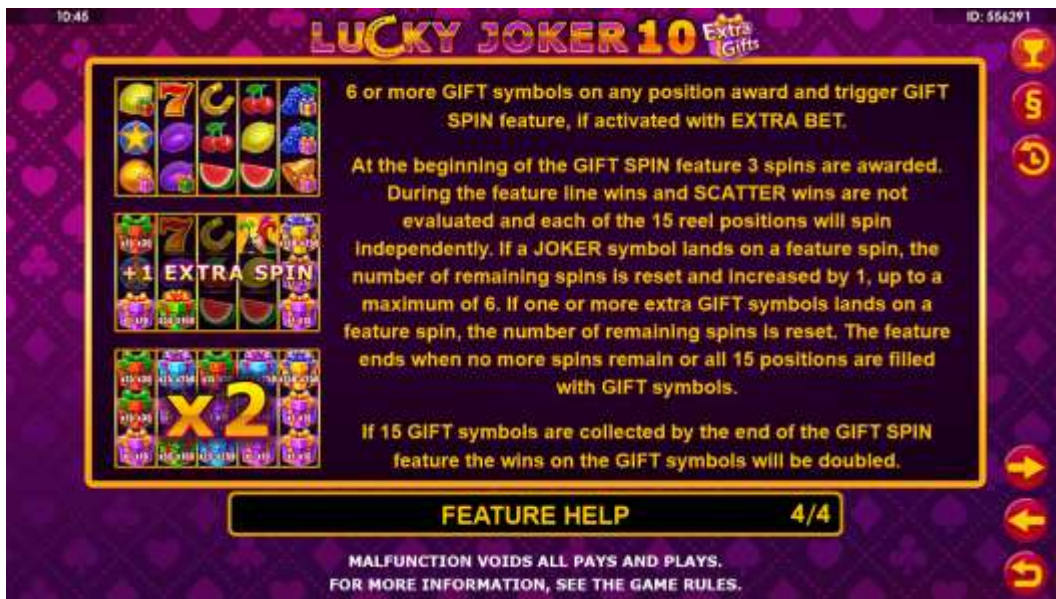 10:45
ID: 556291
LUCKY JOKER 10 Extra Gifts
6 or more GIFT symbols on any position award and trigger GIFT
SPIN feature, if activated with EXTRA BET.
At the beginning of the GIFT SPIN feature 3 spins are awarded.
During the feature line wins and SCATTER wins are not
evaluated and each of the 15 reel positions will spin
independently. If a JOKER symbol lands on a feature spin, the
number of remaining spins is reset and increased by 1, up to a
maximum of 6. If one or more extra GIFT symbols lands on a
feature spin, the number of remaining spins is reset. The feature
ends when no more spins remain or all 15 positions are filled
with GIFT symbols.
If 15 GIFT symbols are collected by the end of the GIFT SPIN
feature the wins on the GIFT symbols will be doubled.
+1 EXTRA SPIN
x2
§
FEATURE HELP 4/4
MALFUNCTION VOIDS ALL PAYS AND PLAYS.
FOR MORE INFORMATION, SEE THE GAME RULES.